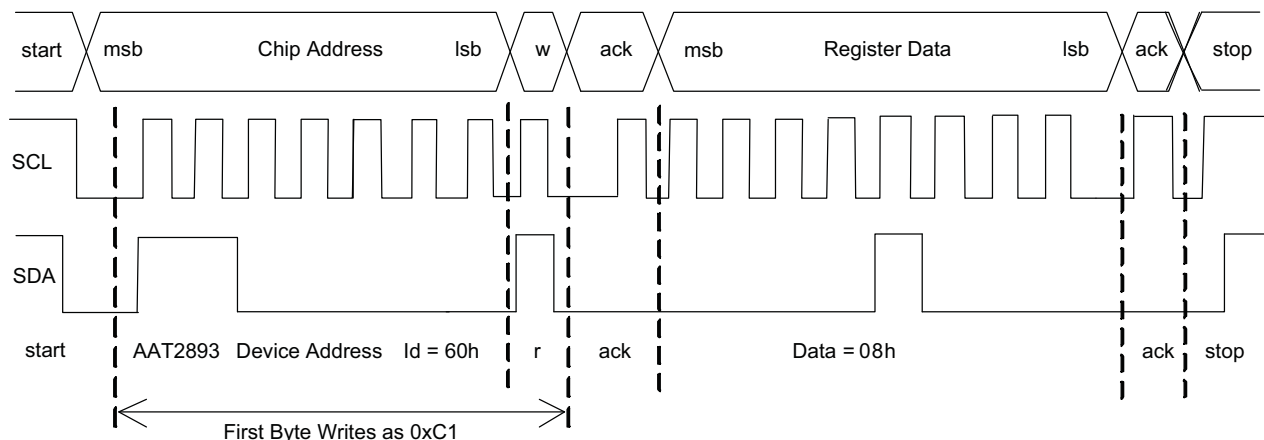 start msb Chip Address lsb w ack msb Register Data lsb ack stop
SCL
SDA
start AAT2893 Device Address Id = 60h r ack Data = 08h ack stop
First Byte Writes as 0xC1